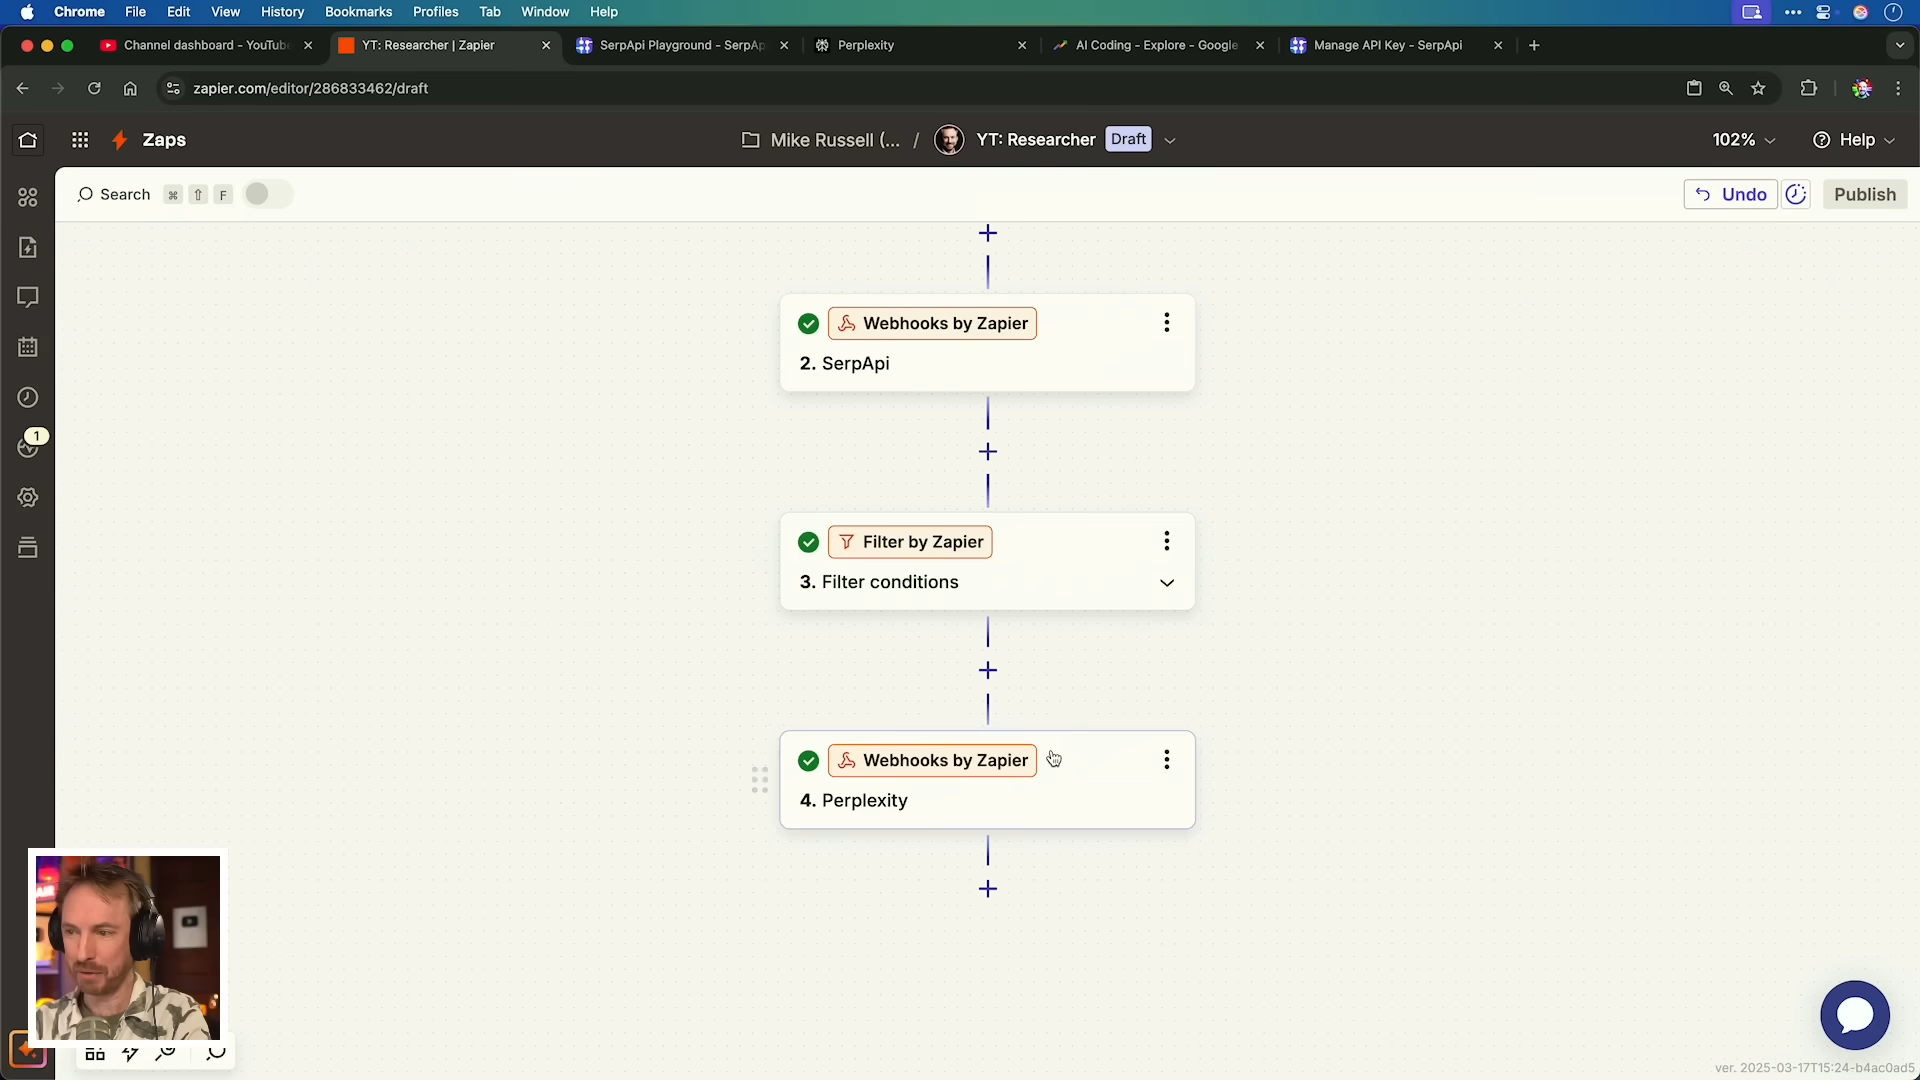 Chrome File Edit View History Bookmarks Profiles Tab Window Help
Channel dashboard - YouTube
YT: Researcher | Zapier
SerpApi Playground - SerpAp
Perplexity
AI Coding - Explore - Google
Manage API Key - SerpApi
zapier.com/editor/286833462/draft
Zaps
Mike Russell (... / YT: Researcher Draft
102%
Help
Search ⌘ ⇧ F
Undo
Publish
1
Webhooks by Zapier
2. SerpApi
Filter by Zapier
3. Filter conditions
Webhooks by Zapier
4. Perplexity
ver. 2025-03-17T15:24-b4ac0ad5